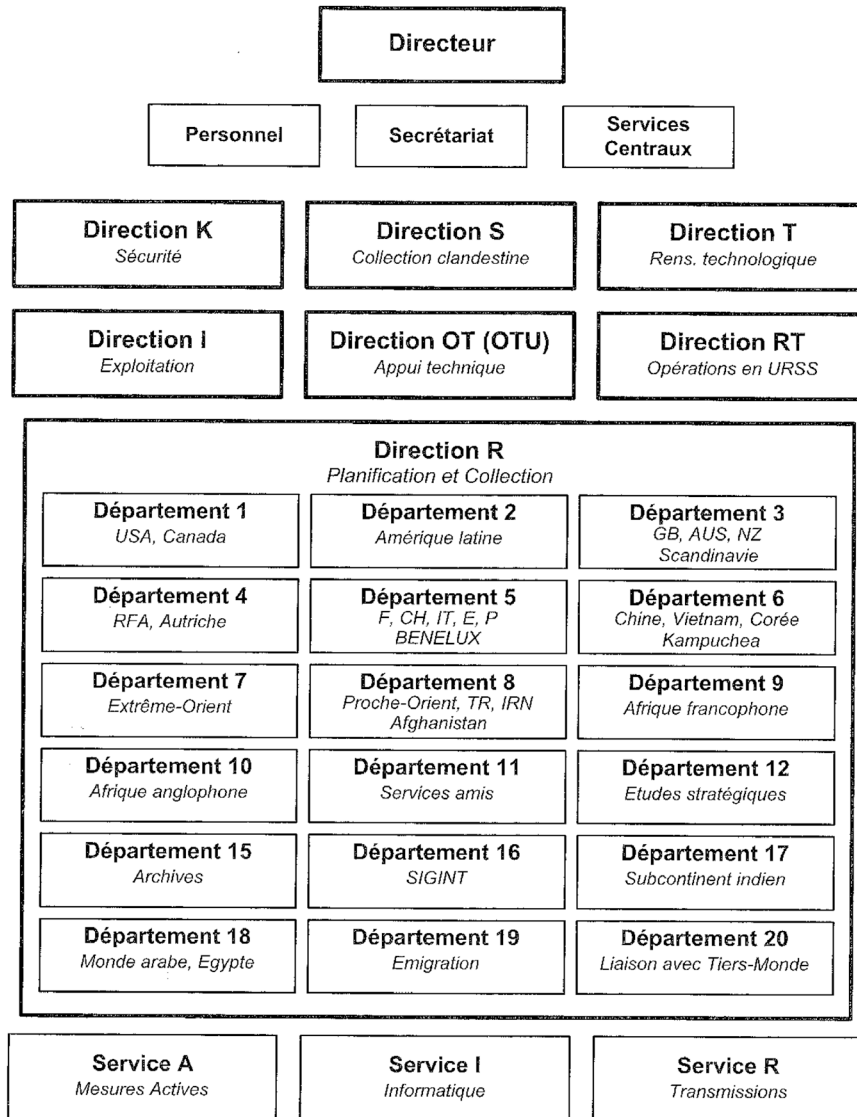 Directeur
Personnel
Secrétariat
Services
Centraux
Direction K
Sécurité
Direction S
Collection clandestine
Direction T
Rens. technologique
Direction I
Exploitation
Direction OT (OTU)
Appui technique
Direction RT
Opérations en URSS
Direction R
Planification et Collection
Département 1
USA, Canada
Département 2
Amérique latine
Département 3
GB, AUS, NZ
Scandinavie
Département 4
RFA, Autriche
Département 5
F, CH, IT, E, P
BENELUX
Département 6
Chine, Vietnam, Corée
Kampuchea
Département 7
Extrême-Orient
Département 8
Proche-Orient, TR, IRN
Afghanistan
Département 9
Afrique francophone
Département 10
Afrique anglophone
Département 11
Services amis
Département 12
Etudes stratégiques
Département 15
Archives
Département 16
SIGINT
Département 17
Subcontinent indien
Département 18
Monde arabe, Egypte
Département 19
Emigration
Département 20
Liaison avec Tiers-Monde
Service A
Mesures Actives
Service I
Informatique
Service R
Transmissions